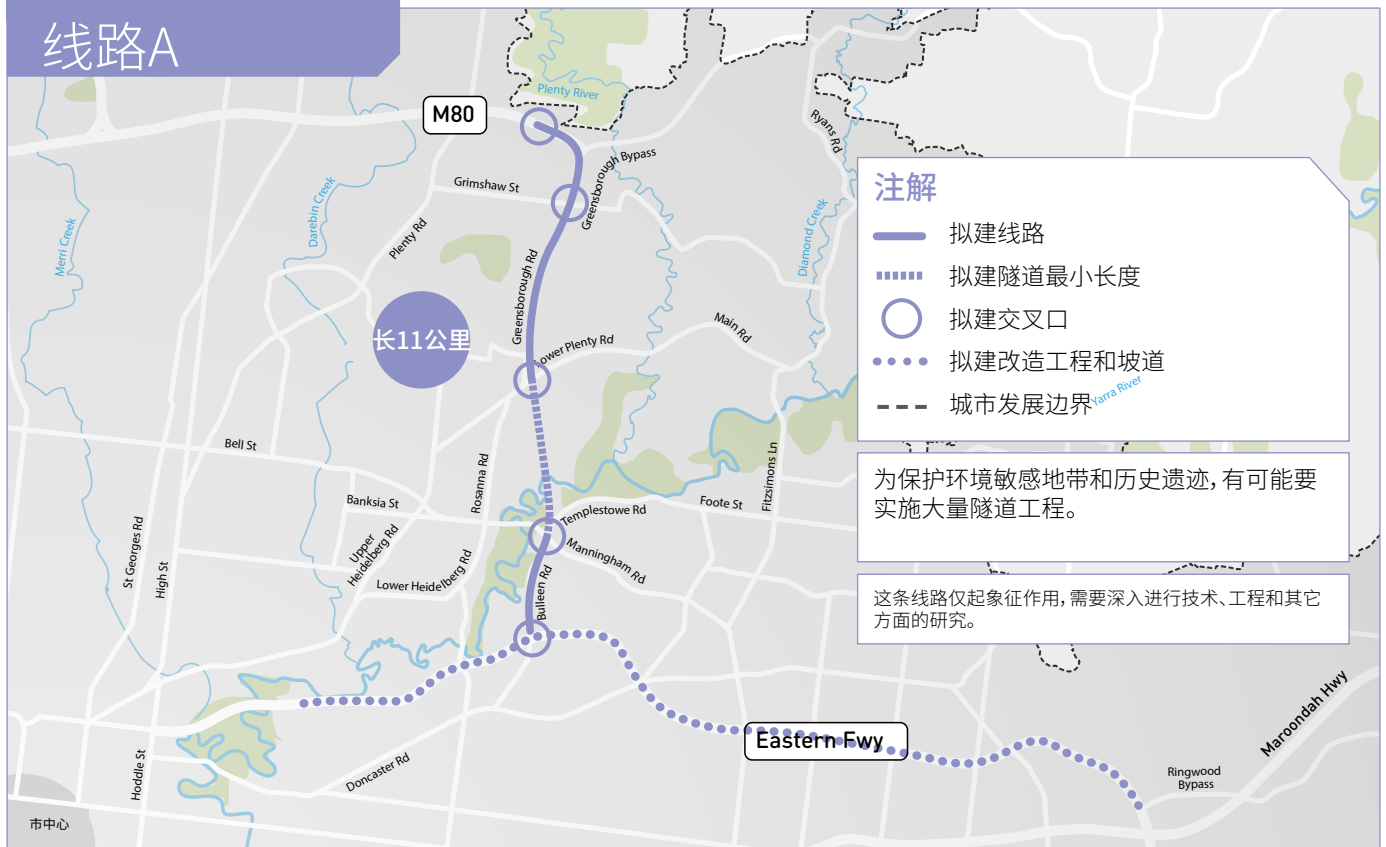 线路A
M80
Plenty River
Ryans Rd
Greensborough Bypass
Grimshaw St
Darebin Creek
Merri Creek
Plenty Rd
Diamond Creek
Greensborough Rd
长11公里
Lower Plenty Rd
Main Rd
注解
拟建线路
拟建隧道最小长度
拟建交叉口
拟建改造工程和坡道
城市发展边界
Yarra River
为保护环境敏感地带和历史遗迹，有可能要
实施大量隧道工程。
这条线路仅起象征作用，需要深入进行技术、工程和其它
方面的研究。
Bell St
Rosanna Rd
Fitzsimons Ln
Banksia St
Foote St
Templestowe Rd
Upper
Heidelberg Rd
St Georges Rd
High St
Manningham Rd
Lower Heidelberg Rd
Bulleen Rd
Eastern Fwy
Maroondah Hwy
Ringwood
Bypass
Hoddle St
Doncaster Rd
市中心